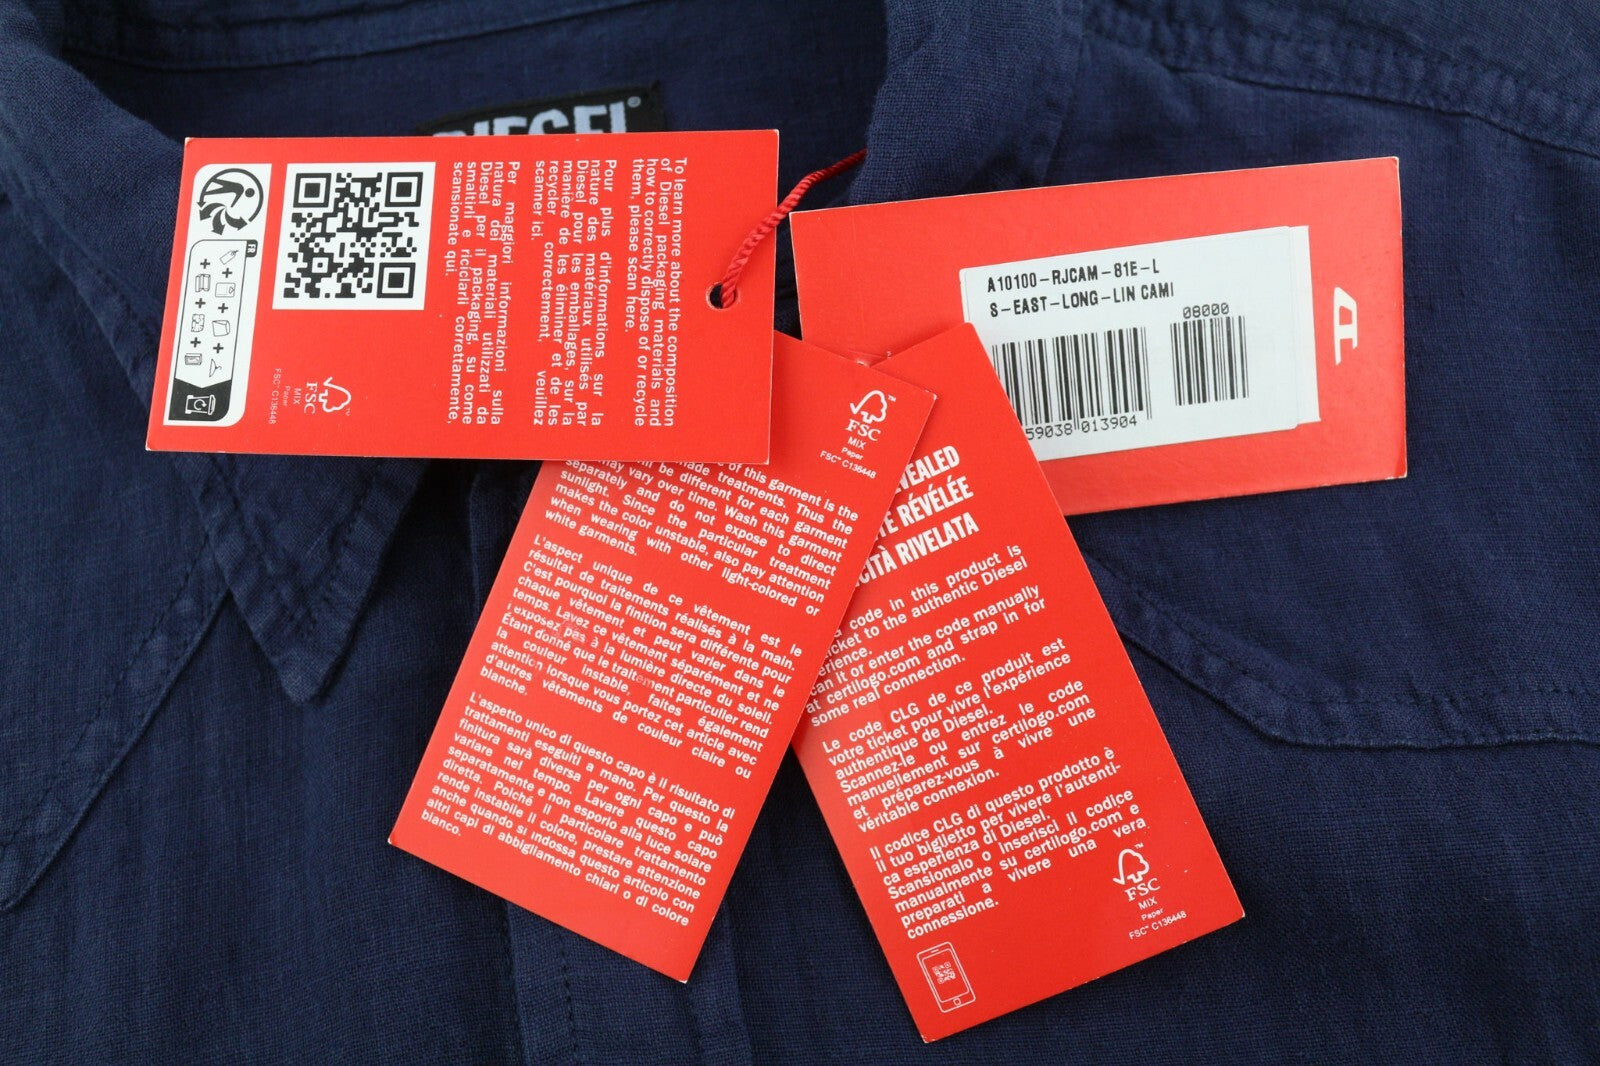 DIESEL
To learn more about the composition
of Diesel packaging materials and
how to correctly dispose of or recycle
them, please scan here.
Pour plus d'informations sur la
nature des matériaux utilisés par
Diesel pour les emballages, sur la
manière de les éliminer et de les
recycler correctement, veuillez
scanner ici.
Per maggiori informazioni sulla
natura dei materiali utilizzati da
Diesel per il packaging, su come
smaltirli e riciclarli correttamente,
scansionate qui.
FR
FSC
MIX
Paper
FSC™ C136448
A10100-RJCAM-81E-L
S-EAST-LONG-LIN CAMI
08000
59038 013904
D
FSC
MIX
Paper
FSC™ C136448
of this garment is the
treatments. Thus the
be different for each garment
may vary over time. Wash this garment
separately and do not expose to direct
sunlight. Since the particular treatment
makes the color unstable, also pay attention
when wearing with other light-colored or
white garments.
L'aspect unique de ce vêtement est le
résultat de traitements réalisés à la main.
C'est pourquoi la finition sera différente pour
chaque vêtement et peut varier dans le
temps. Lavez ce vêtement séparément et ne
l'exposez pas à la lumière directe du soleil.
Étant donné que le traitement particulier rend
la couleur instable, faites également
attention lorsque vous portez cet article avec
d'autres vêtements de couleur claire ou
blanche.
L'aspetto unico di questo capo è il risultato di
trattamenti eseguiti a mano. Per questo la
finitura sarà diversa per ogni capo e può
variare nel tempo. Lavare questo capo
separatamente e non esporlo alla luce solare
diretta. Poiché il particolare trattamento
rende instabile il colore, prestare attenzione
anche quando si indossa questo articolo con
altri capi di abbigliamento chiari o di colore
bianco.
REVEALED
RÉVÉLÉE
RIVELATA
code in this product is
ticket to the authentic Diesel
Scan it or enter the code manually
at certilogo.com and strap in for
some real connection.
Le code CLG de ce produit est
votre ticket pour vivre l'expérience
authentique de Diesel.
Scannez-le ou entrez le code
manuellement sur certilogo.com
et préparez-vous à vivre une
véritable connexion.
Il codice CLG di questo prodotto è
il tuo biglietto per vivere l'autenti-
ca esperienza di Diesel.
Scansionalo o inserisci il codice
manualmente su certilogo.com e
preparati a vivere una vera
connessione.
FSC
MIX
Paper
FSC™ C136448